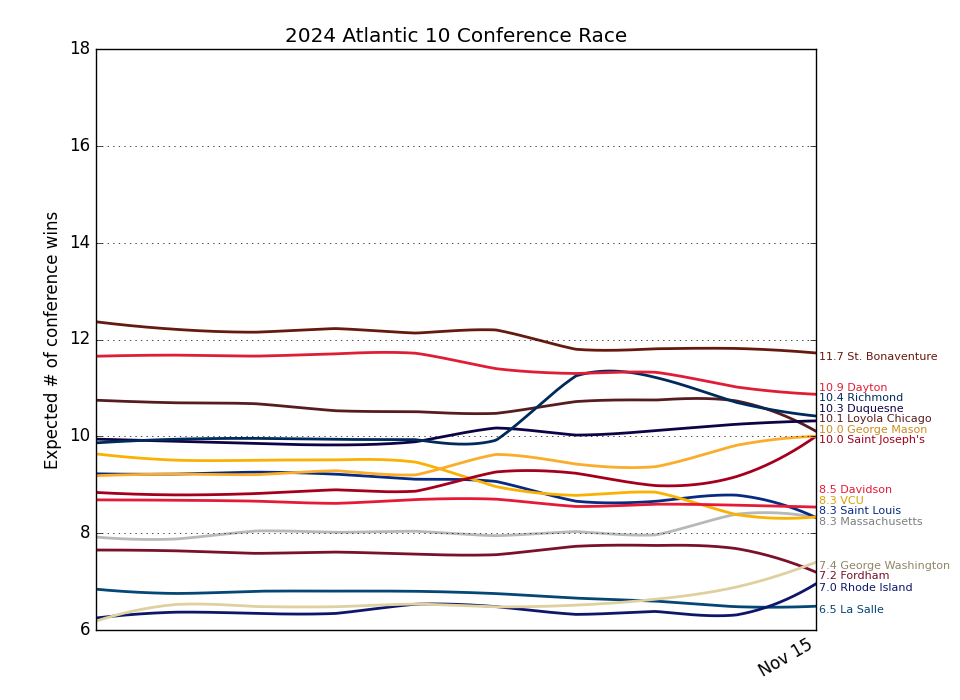 2024 Atlantic 10 Conference Race
Expected # of conference wins
18
16
14
12
10
8
6
11.7 St. Bonaventure
10.9 Dayton
10.4 Richmond
10.3 Duquesne
10.1 Loyola Chicago
10.0 George Mason
10.0 Saint Joseph's
8.5 Davidson
8.3 VCU
8.3 Saint Louis
8.3 Massachusetts
7.4 George Washington
7.2 Fordham
7.0 Rhode Island
6.5 La Salle
Nov 15